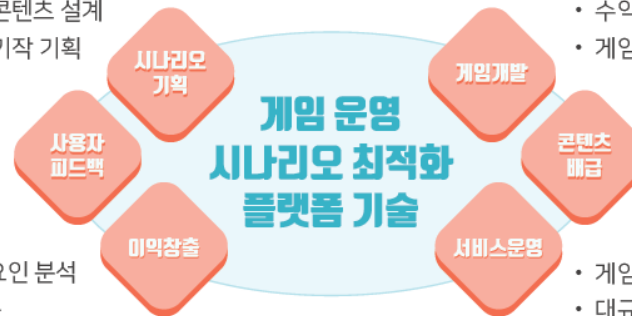 콘텐츠 설계
기작 기획
시나리오
기획
사용자
피드백
이익창출
요인 분석
게임 운영
시나리오 최적화
플랫폼 기술
게임개발
콘텐츠
배급
서비스운영
• 수익
• 게임
• 게임
• 대규